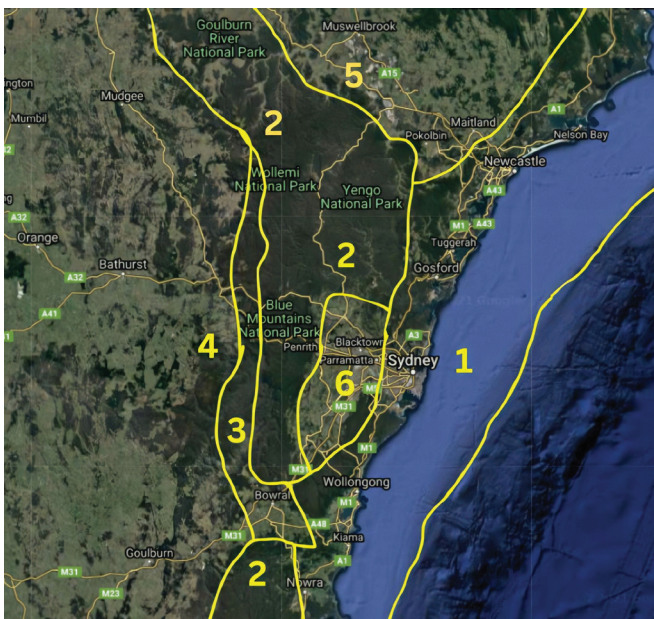 Goulburn
River
National Park
Muswellbrook
5
A15
ington
Mudgee
A1
Mumbil
2
Maitland
Pokolbin
Nelson Bay
Newcastle
Wollemi
National Park
Yengo
National Park
A43
A32
M1
A43
Orange
Tuggerah
2
Bathurst
Gosford
A32
A41
Blue
Mountains
National Park
A3
4
Penrith
Blacktown
Parramatta
Sydney
1
6
M31
3
M1
M31
Wollongong
Bowral
M1
A48
M31
Kiama
Goulburn
A1
M31
2
Nowra
M23